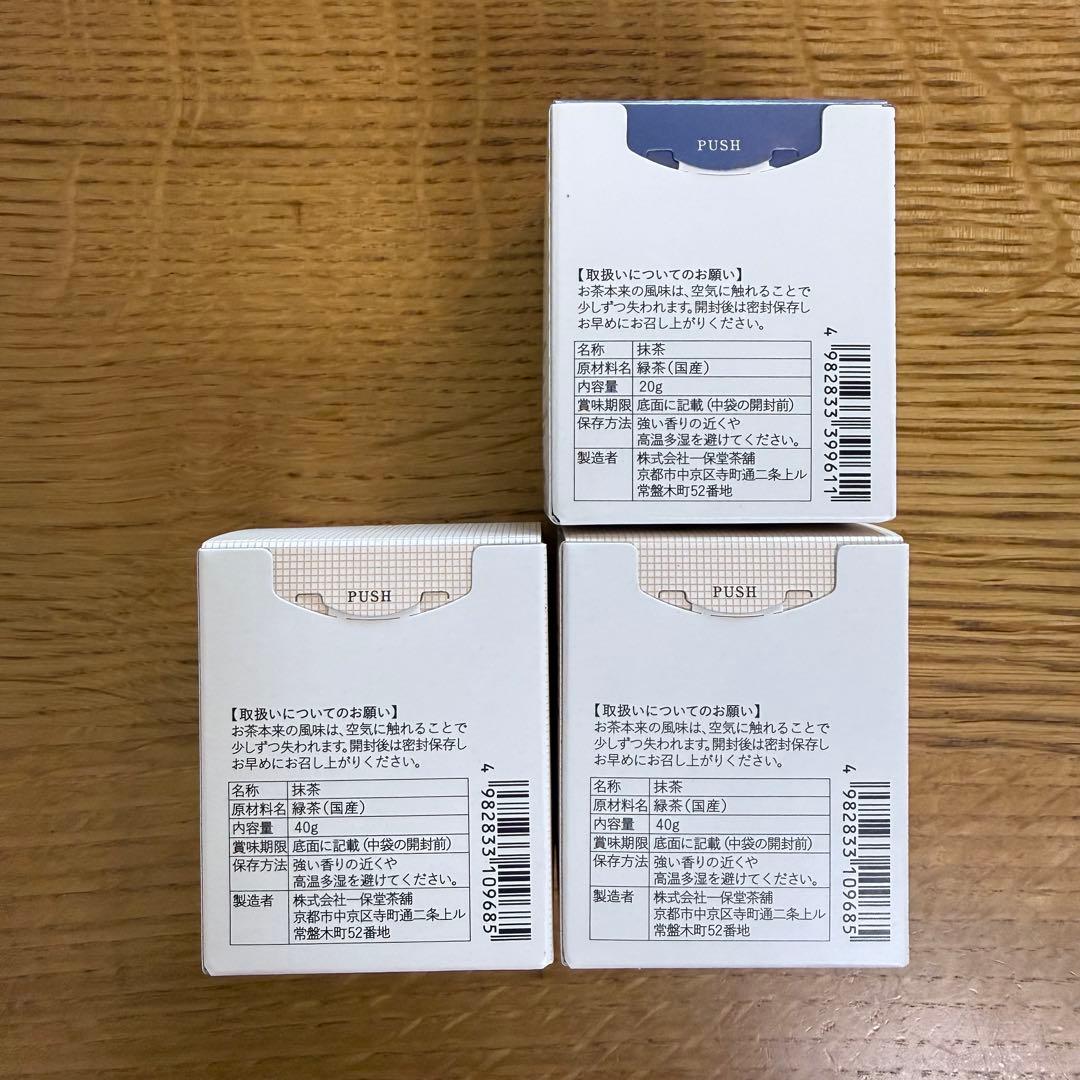 PUSH
【取扱いについてのお願い】
お茶本来の風味は、空気に触れることで
少しずつ失われます。開封後は密封保存し
お早めにお召し上がりください。
名称 抹茶
原材料名 緑茶(国産)
内容量 20g
賞味期限 底面に記載(中袋の開封前)
保存方法 強い香りの近くや
高温多湿を避けてください。
製造者 株式会社一保堂茶舗
京都市中京区寺町通二条上ル
常盤木町52番地
4 982833 399611
PUSH
【取扱いについてのお願い】
お茶本来の風味は、空気に触れることで
少しずつ失われます。開封後は密封保存し
お早めにお召し上がりください。
名称 抹茶
原材料名 緑茶(国産)
内容量 40g
賞味期限 底面に記載(中袋の開封前)
保存方法 強い香りの近くや
高温多湿を避けてください。
製造者 株式会社一保堂茶舗
京都市中京区寺町通二条上ル
常盤木町52番地
4 982833 109685
PUSH
【取扱いについてのお願い】
お茶本来の風味は、空気に触れることで
少しずつ失われます。開封後は密封保存し
お早めにお召し上がりください。
名称 抹茶
原材料名 緑茶(国産)
内容量 40g
賞味期限 底面に記載(中袋の開封前)
保存方法 強い香りの近くや
高温多湿を避けてください。
製造者 株式会社一保堂茶舗
京都市中京区寺町通二条上ル
常盤木町52番地
4 982833 109685